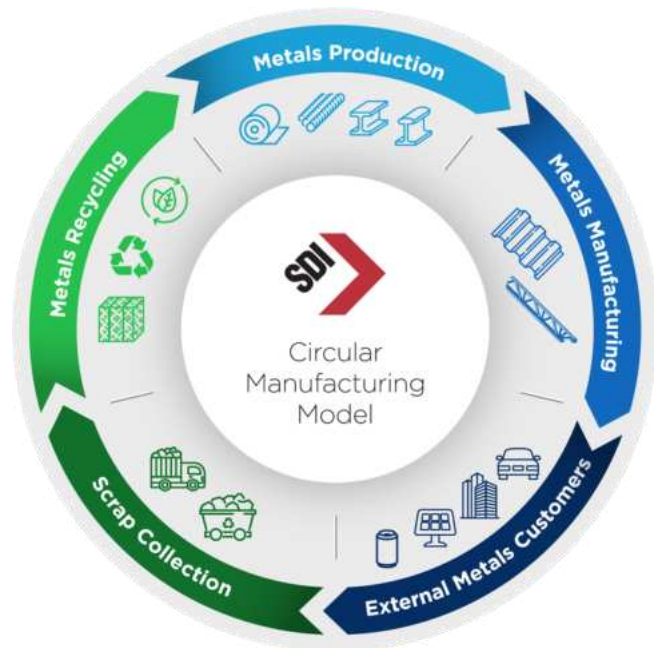 Metals Production
Metals Manufacturing
External Metals Customers
Scrap Collection
Metals Recycling
SDI
Circular
Manufacturing
Model